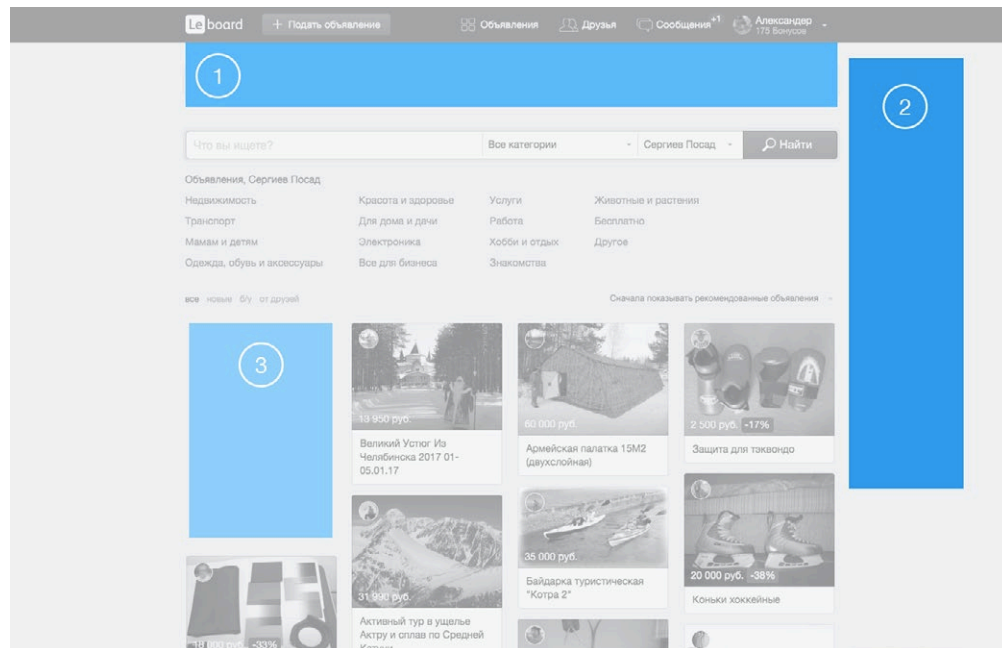 Le board
+ Подать объявление
Объявления
Друзья
Сообщения +1
Александер
175 Бонусов
1
2
Что вы ищете?
Все категории
Сергиев Посад
Найти
Объявления, Сергиев Посад
Недвижимость
Красота и здоровье
Услуги
Животные и растения
Транспорт
Для дома и дачи
Работа
Бесплатно
Мамам и детям
Электроника
Хобби и отдых
Другое
Одежда, обувь и аксессуары
Все для бизнеса
Знакомства
все новые б/у от друзей
Сначала показывать рекомендованные объявления
3
13 950 руб.
Великий Устюг Из
Челябинска 2017 01-
05.01.17
60 000 руб.
Армейская палатка 15М2
(двухслойная)
2 500 руб. -17%
Защита для тэквондо
31 990 руб.
Активный тур в ущелье
Актру и сплав по Средней
35 000 руб.
Байдарка туристическая
"Котра 2"
20 000 руб. -38%
Коньки хоккейные
18 000 руб. -33%